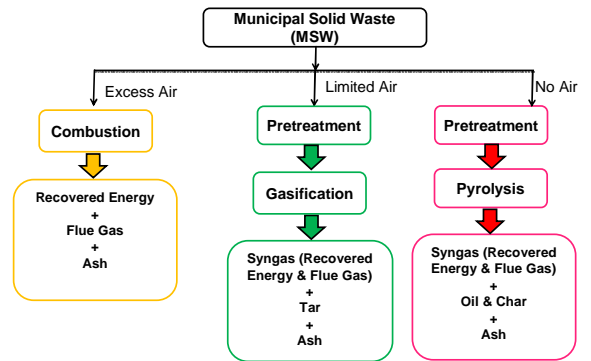 Municipal Solid Waste
(MSW)
Excess Air
Limited Air
No Air
Combustion
Pretreatment
Pretreatment
Gasification
Pyrolysis
Recovered Energy
+
Flue Gas
+
Ash
Syngas (Recovered
Energy & Flue Gas)
+
Tar
+
Ash
Syngas (Recovered
Energy & Flue Gas)
+
Oil & Char
+
Ash